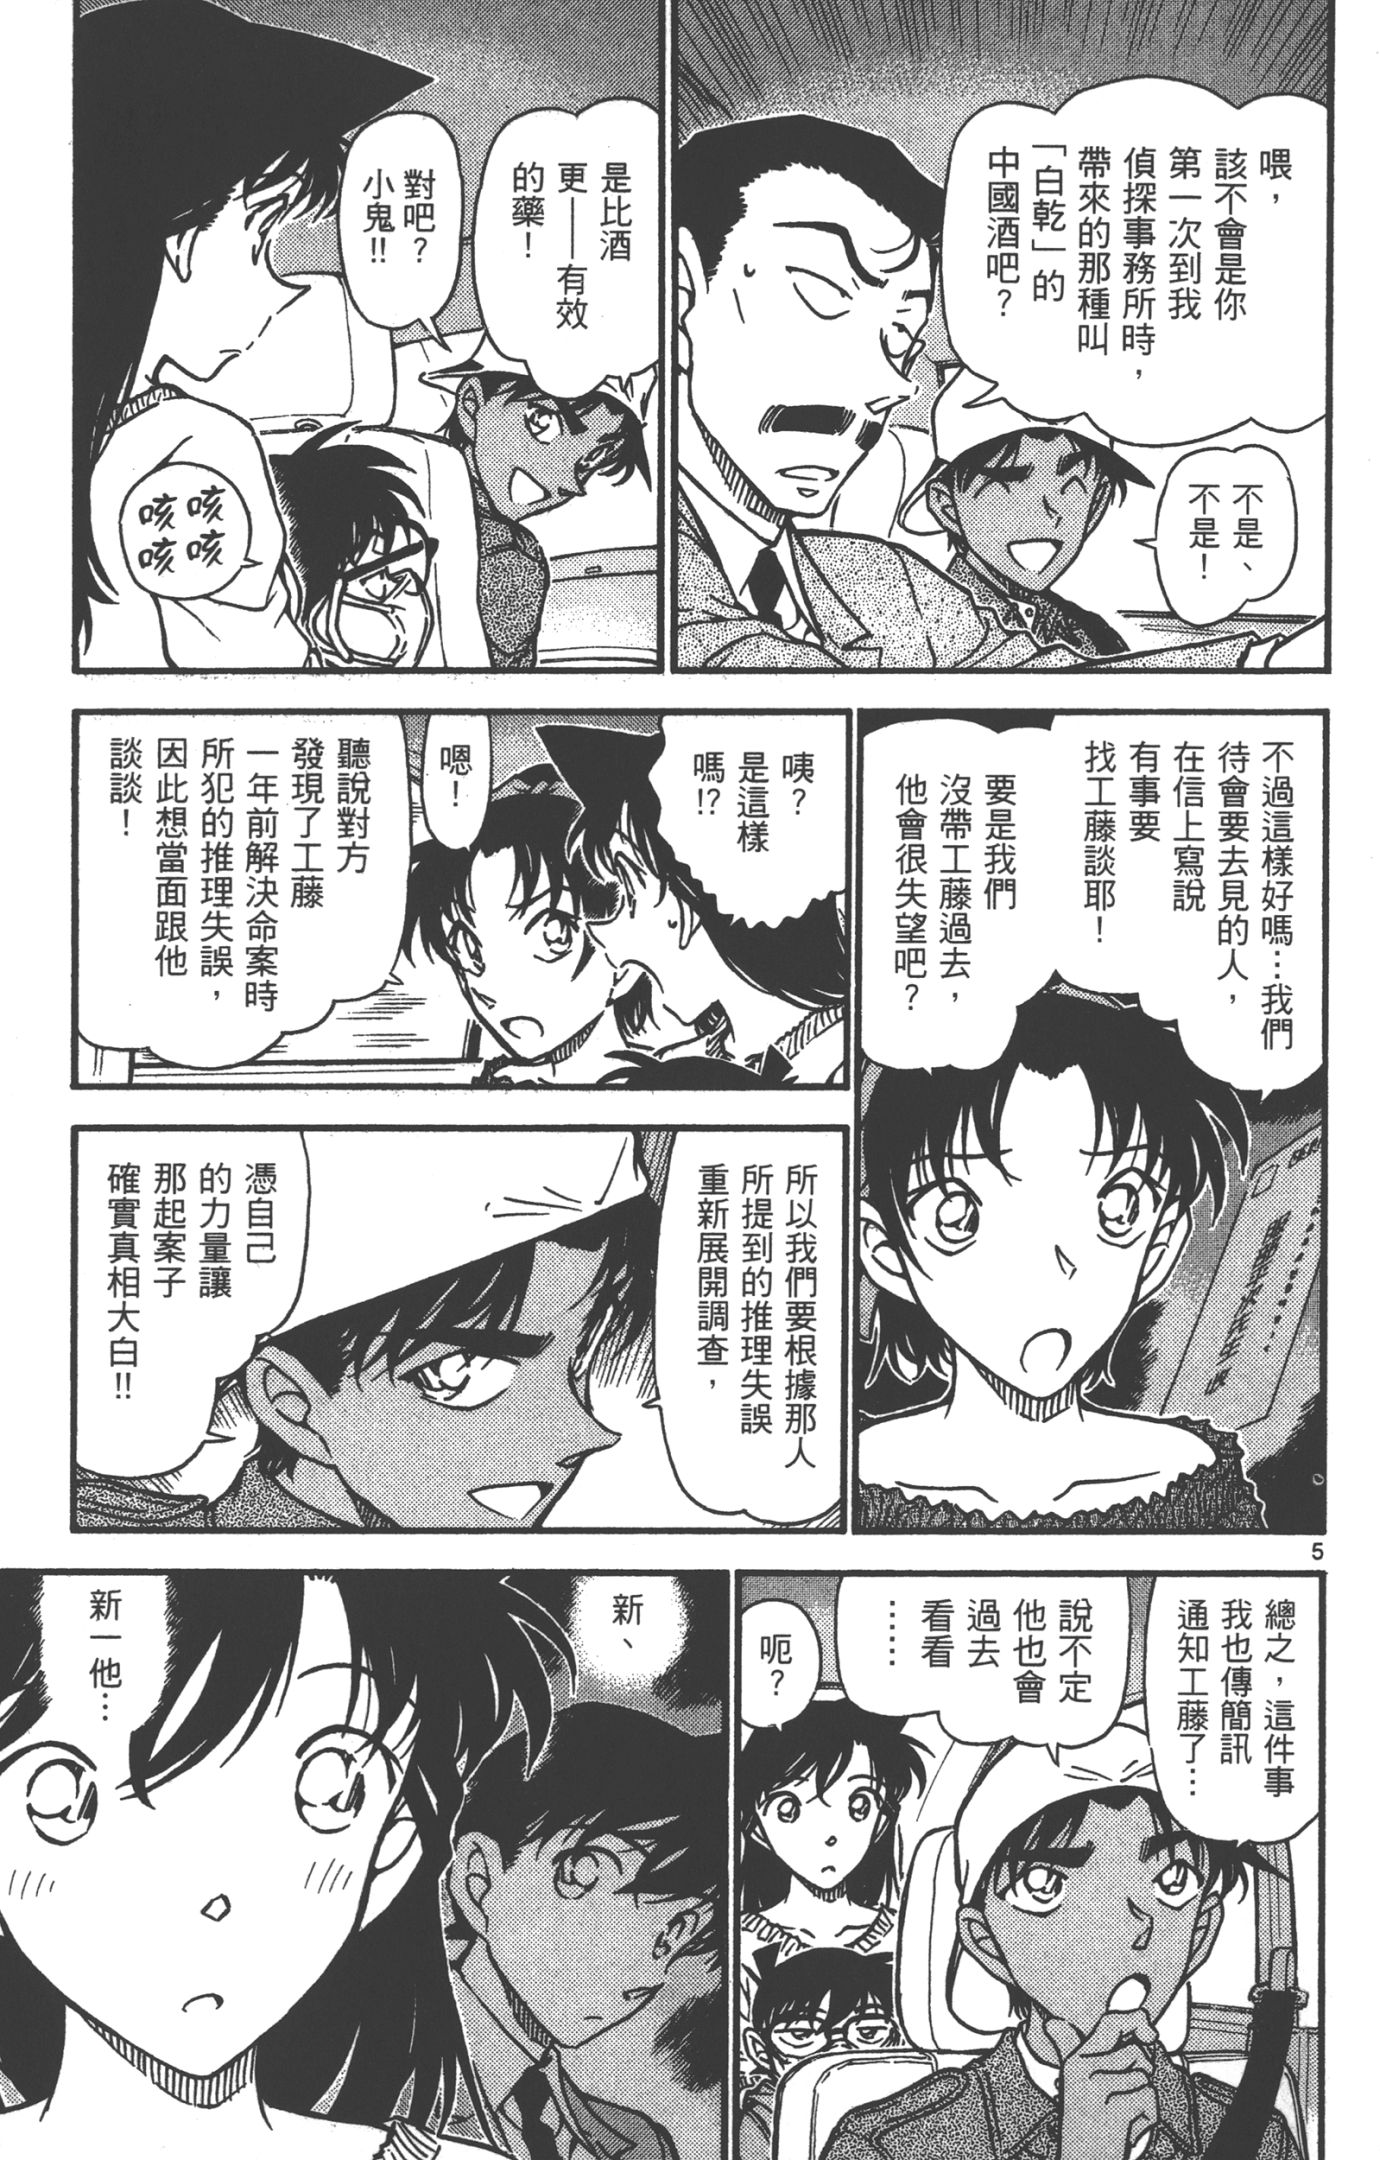 喂，
該不會是你
第一次到我
偵探事務所時，
帶來的那種叫
「白乾」的
中國酒吧？
不是、
不是！
是比酒
更──有效
的藥！
對吧？
小鬼!!
咳咳
咳咳
不過這樣好嗎…我們
待會要去見的人，
在信上寫說
有事要
找工藤談耶！
要是我們
沒帶工藤過去，
他會很失望吧？
咦？
是這樣
嗎!?
嗯！
聽說對方
發現了工藤
一年前解決命案時
所犯的推理失誤，
因此想當面跟他
談談！
所以我們要根據那人
所提到的推理失誤
重新展開調查，
憑自己
的力量讓
那起案子
確實真相大白!!
5
總之，這件事
我也傳簡訊
通知工藤了…
說不定
他也會
過去
看看
……
呃？
新、
新一他…